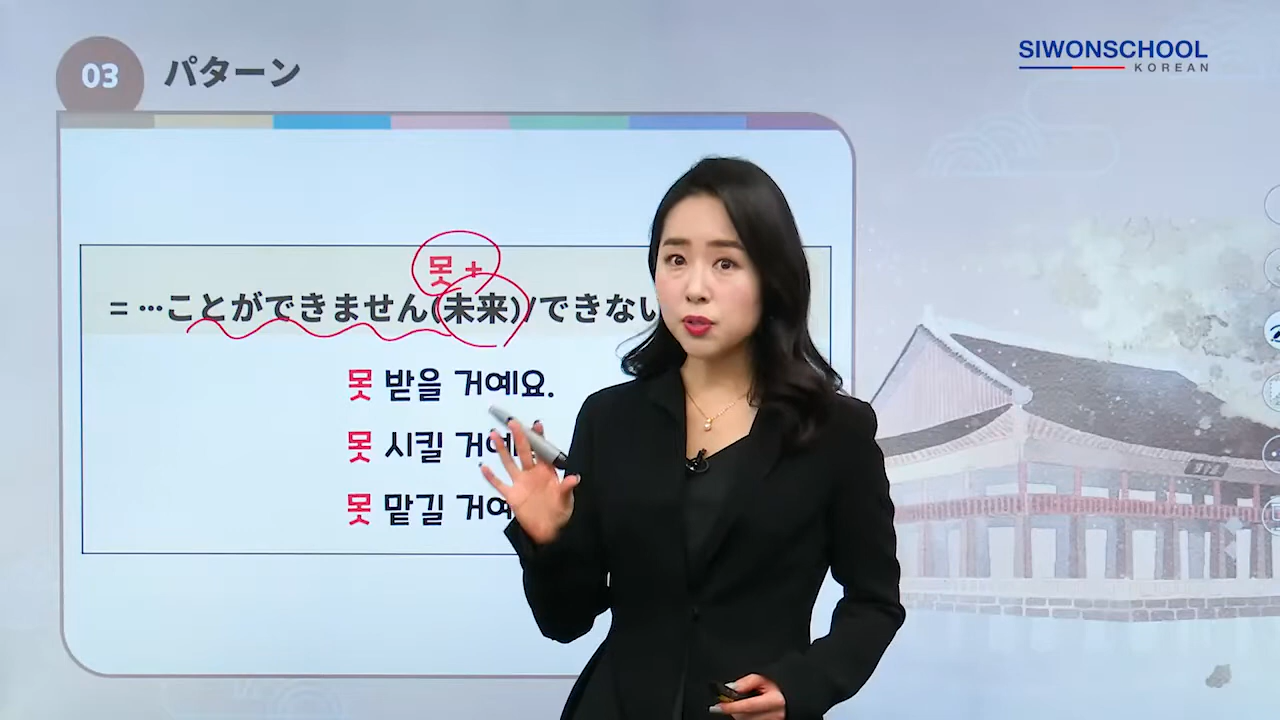 03 パターン
SIWONSCHOOL
KOREAN
못 +
= …ことができません(未来)/できない
못 받을 거예요.
못 시킬 거예
못 맡길 거예